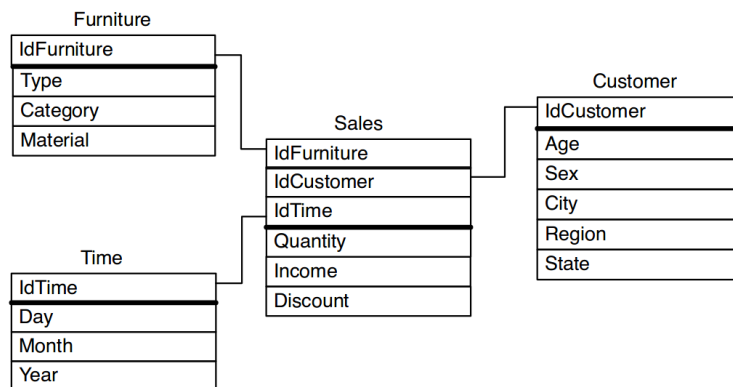 Furniture
IdFurniture
Type
Category
Material
Time
IdTime
Day
Month
Year
Sales
IdFurniture
IdCustomer
IdTime
Quantity
Income
Discount
Customer
IdCustomer
Age
Sex
City
Region
State